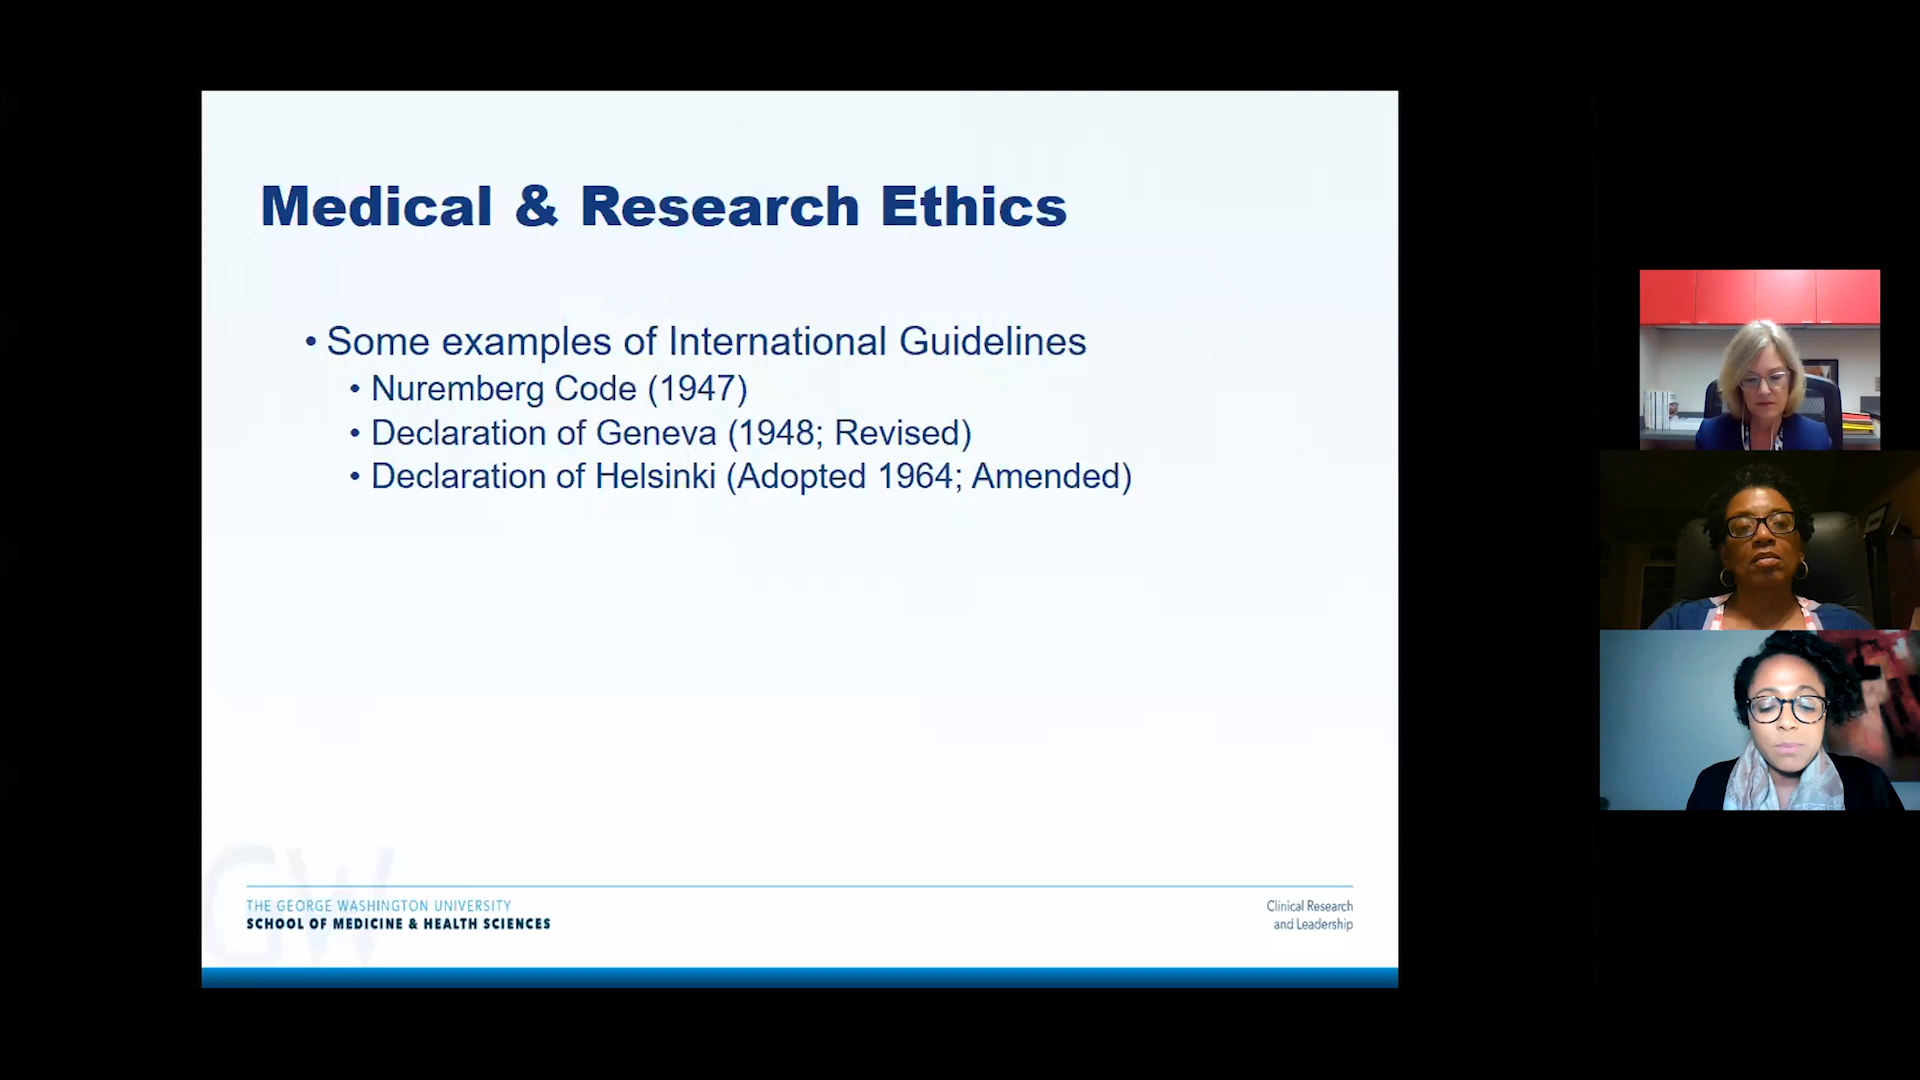 Medical & Research Ethics
• Some examples of International Guidelines
• Nuremberg Code (1947)
• Declaration of Geneva (1948; Revised)
• Declaration of Helsinki (Adopted 1964; Amended)
GW
THE GEORGE WASHINGTON UNIVERSITY
SCHOOL OF MEDICINE & HEALTH SCIENCES
Clinical Research
and Leadership